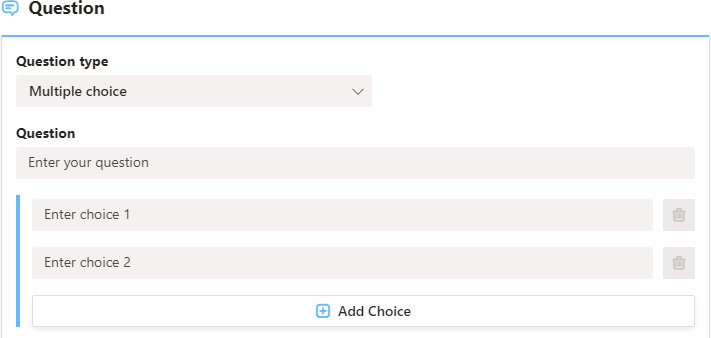 Question
Question type
Multiple choice
Question
Enter your question
Enter choice 1
Enter choice 2
Add Choice